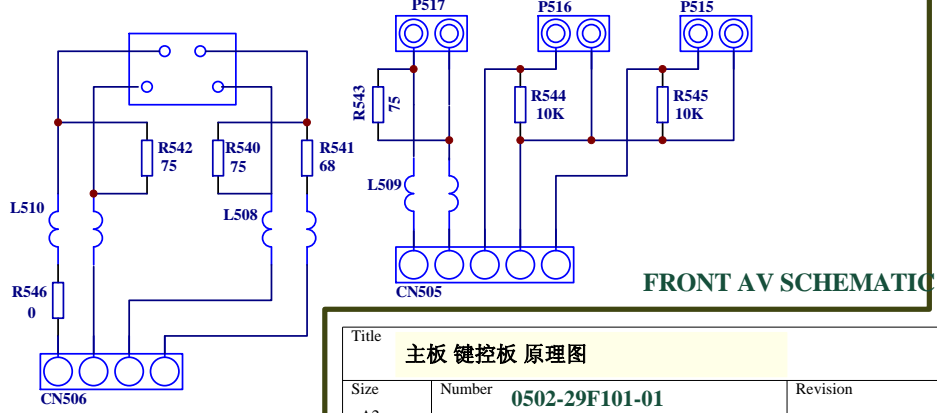 P517
P516
P515
R543
75
R544
10K
R545
10K
R542
75
R540
75
R541
68
L509
L510
L508
R546
0
CN505
CN506
FRONT AV SCHEMATIC
Title
主板 键控板 原理图
Size
Number
0502-29F101-01
Revision